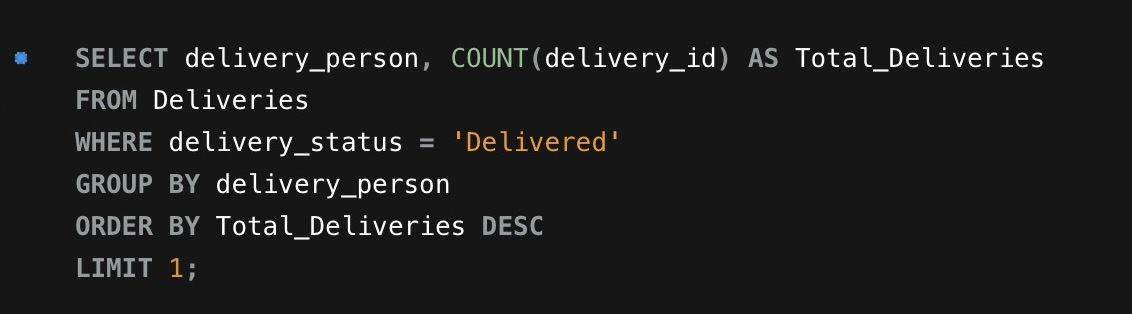 SELECT delivery_person, COUNT(delivery_id) AS Total_Deliveries
FROM Deliveries
WHERE delivery_status = 'Delivered'
GROUP BY delivery_person
ORDER BY Total_Deliveries DESC
LIMIT 1;